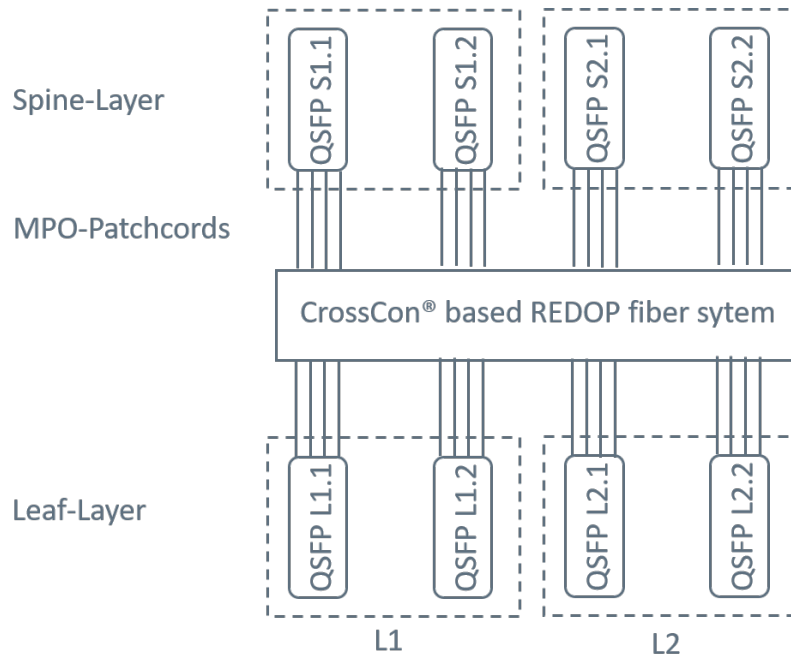 Spine-Layer
QSFP S1.1
QSFP S1.2
QSFP S2.1
QSFP S2.2
MPO-Patchcords
CrossCon® based REDOP fiber sytem
Leaf-Layer
QSFP L1.1
QSFP L1.2
QSFP L2.1
QSFP L2.2
L1
L2